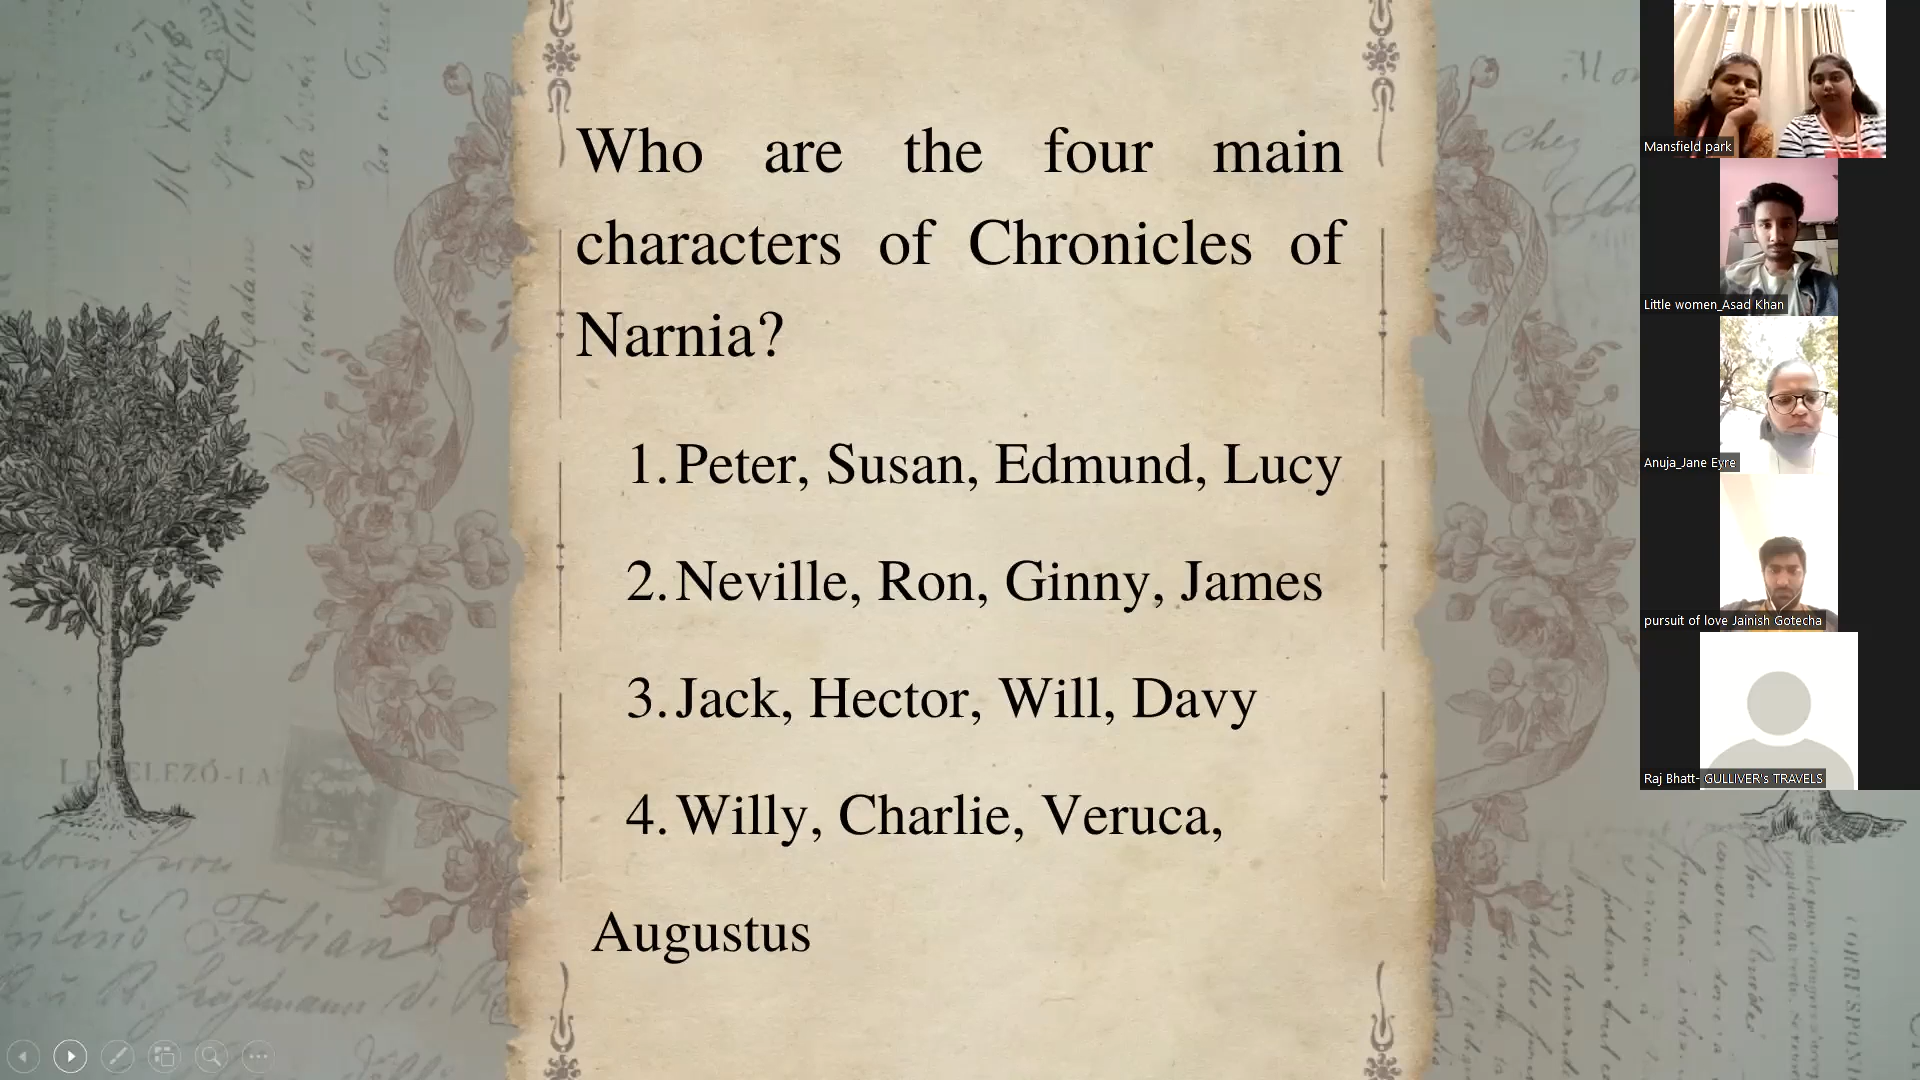 Who are the four main
characters of Chronicles of
Narnia?
1. Peter, Susan, Edmund, Lucy
2. Neville, Ron, Ginny, James
3. Jack, Hector, Will, Davy
4. Willy, Charlie, Veruca,
Augustus
Mansfield park
Little women_Asad Khan
Anuja_Jane Eyre
pursuit of love Jainish Gotecha
Raj Bhatt- GULLIVER's TRAVELS